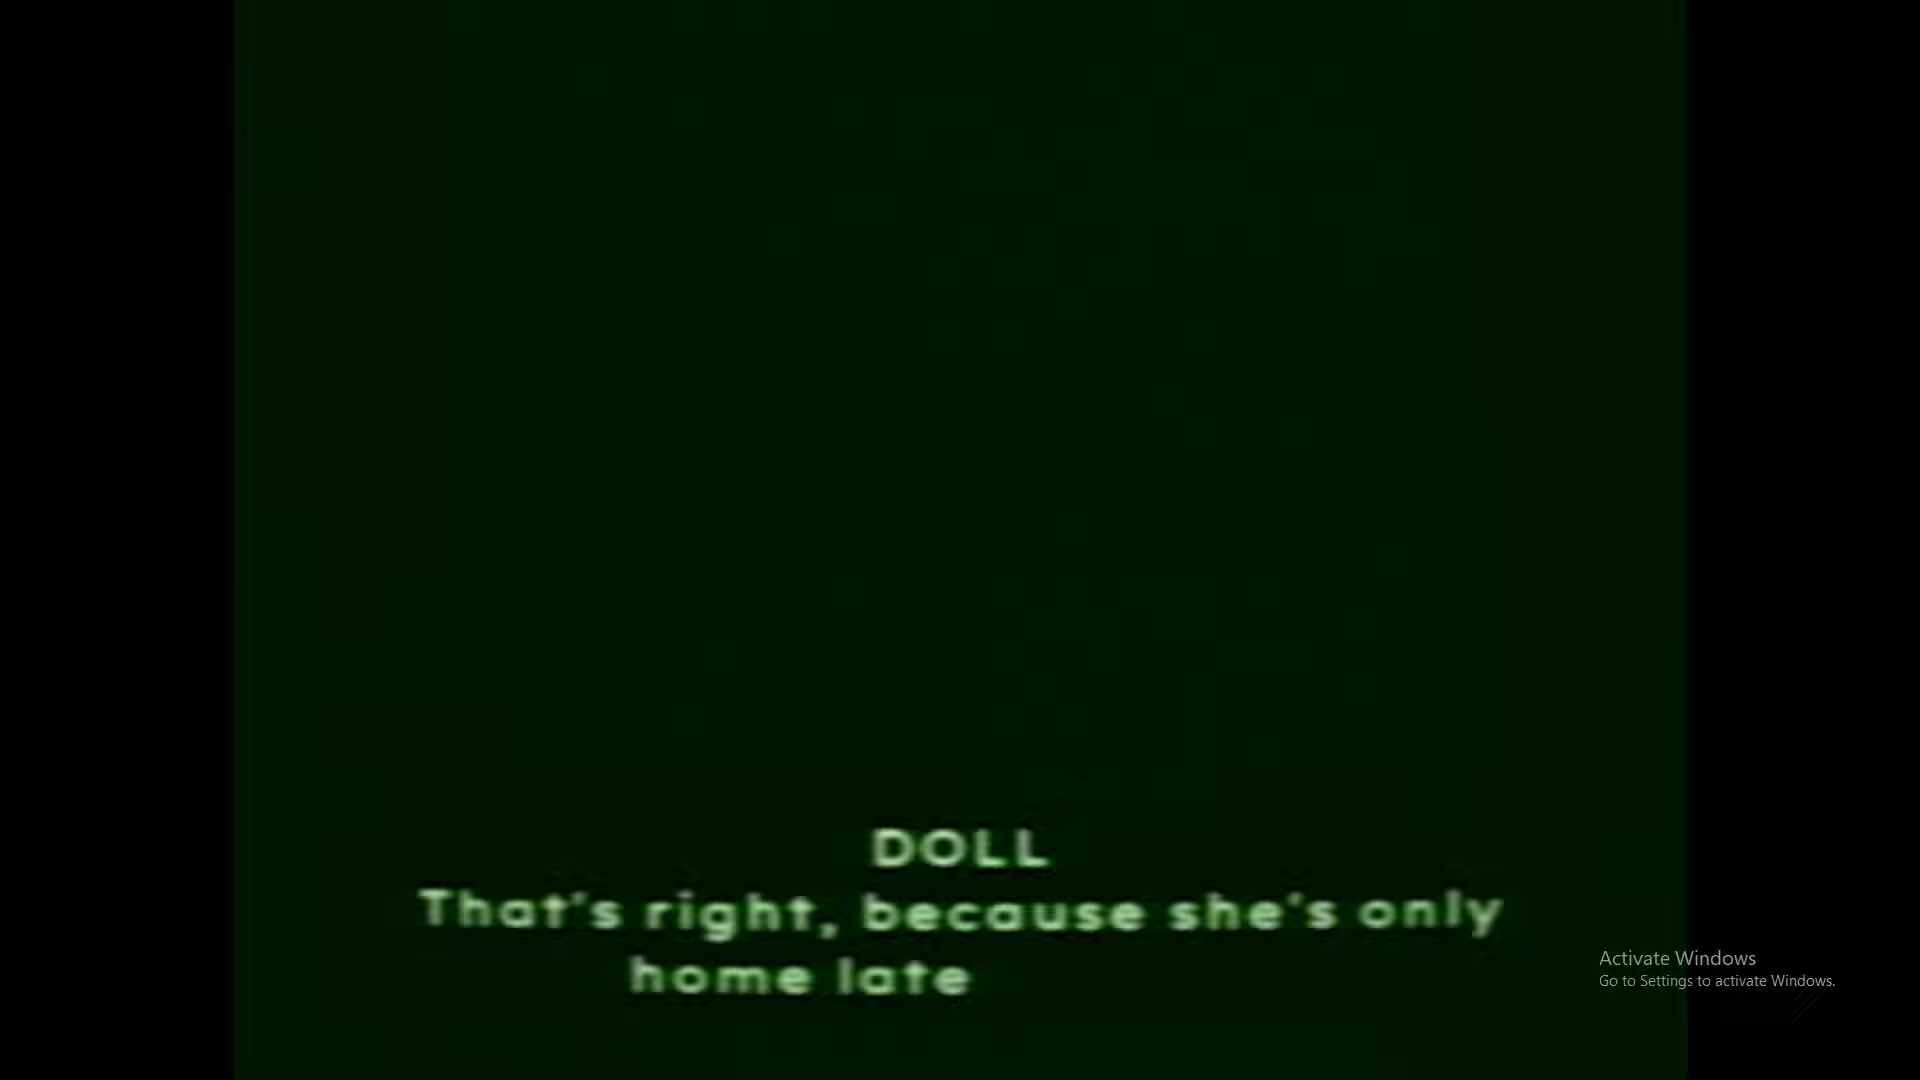 DOLL
That's right, because she's only
home late
Activate Windows
Go to Settings to activate Windows.